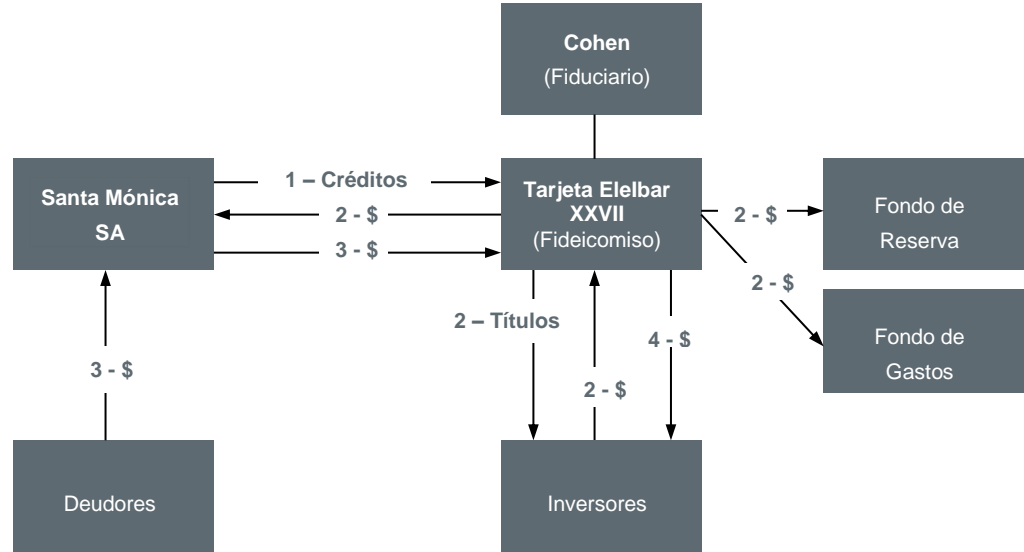 Cohen
(Fiduciario)
Santa Mónica
SA
1 – Créditos
2 - $
3 - $
Tarjeta Elelbar
XXVII
(Fideicomiso)
2 - $
Fondo de
Reserva
2 - $
Fondo de
Gastos
2 – Títulos
4 - $
3 - $
2 - $
Deudores
Inversores